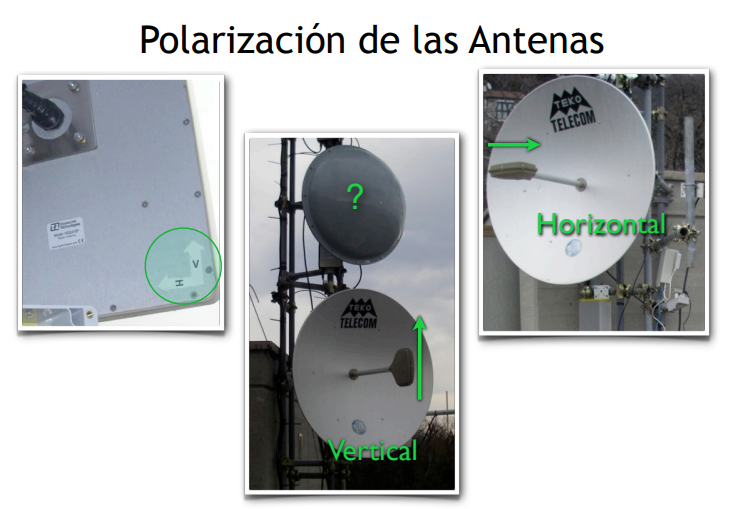 Polarización de las Antenas
V
H
?
TEKO
TELECOM
Vertical
TEKO
TELECOM
Horizontal